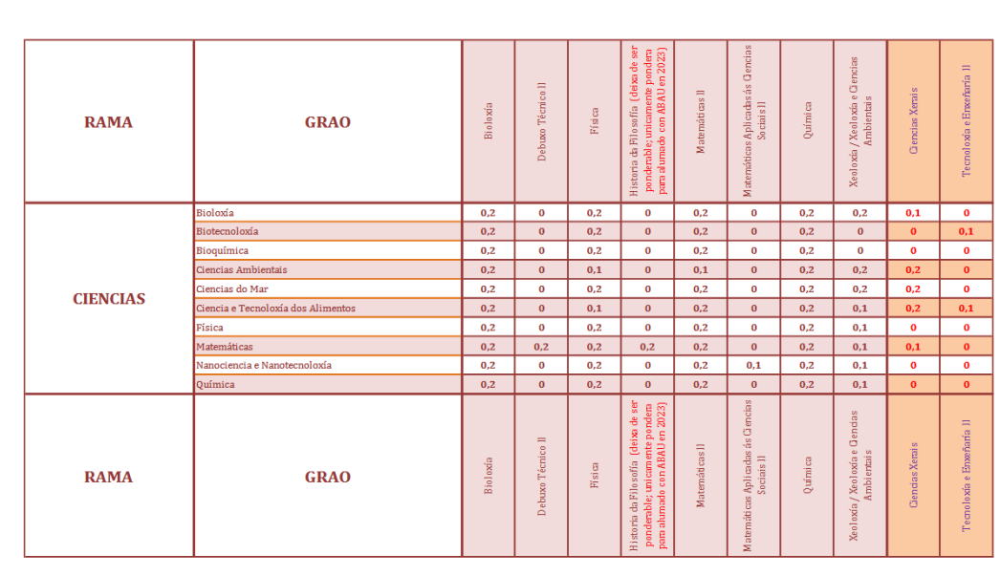 RAMA
GRAO
Bioloxía
Debuxo Técnico II
Física
Historia da Filosofía (deixa de ser
ponderable; unicamente pondera
para alumado con ABAU en 2023)
Matemáticas II
Matemáticas Aplicadas ás Ciencias
Sociais II
Química
Xeoloxía / Xeoloxía e Ciencias
Ambientais
Ciencias Xerais
Tecnoloxía e Enxeñaría II
CIENCIAS
Bioloxía 0,2 0 0,2 0 0,2 0 0,2 0,2 0,1 0
Biotecnoloxía 0,2 0 0,2 0 0,2 0 0,2 0 0 0,1
Bioquímica 0,2 0 0,2 0 0,2 0 0,2 0 0 0
Ciencias Ambientais 0,2 0 0,1 0 0,1 0 0,2 0,2 0,2 0
Ciencias do Mar 0,2 0 0,2 0 0,2 0 0,2 0,2 0,2 0
Ciencia e Tecnoloxía dos Alimentos 0,2 0 0,1 0 0,2 0 0,2 0,1 0,2 0,1
Física 0,2 0 0,2 0 0,2 0 0,2 0,1 0 0
Matemáticas 0,2 0,2 0,2 0,2 0,2 0 0,2 0,1 0,1 0
Nanociencia e Nanotecnoloxía 0,2 0 0,2 0 0,2 0,1 0,2 0,1 0 0
Química 0,2 0 0,2 0 0,2 0 0,2 0,1 0 0
RAMA
GRAO
Bioloxía
Debuxo Técnico II
Física
Historia da Filosofía (deixa de ser
ponderable; unicamente pondera
para alumado con ABAU en 2023)
Matemáticas II
Matemáticas Aplicadas ás Ciencias
Sociais II
Química
Xeoloxía / Xeoloxía e Ciencias
Ambientais
Ciencias Xerais
Tecnoloxía e Enxeñaría II